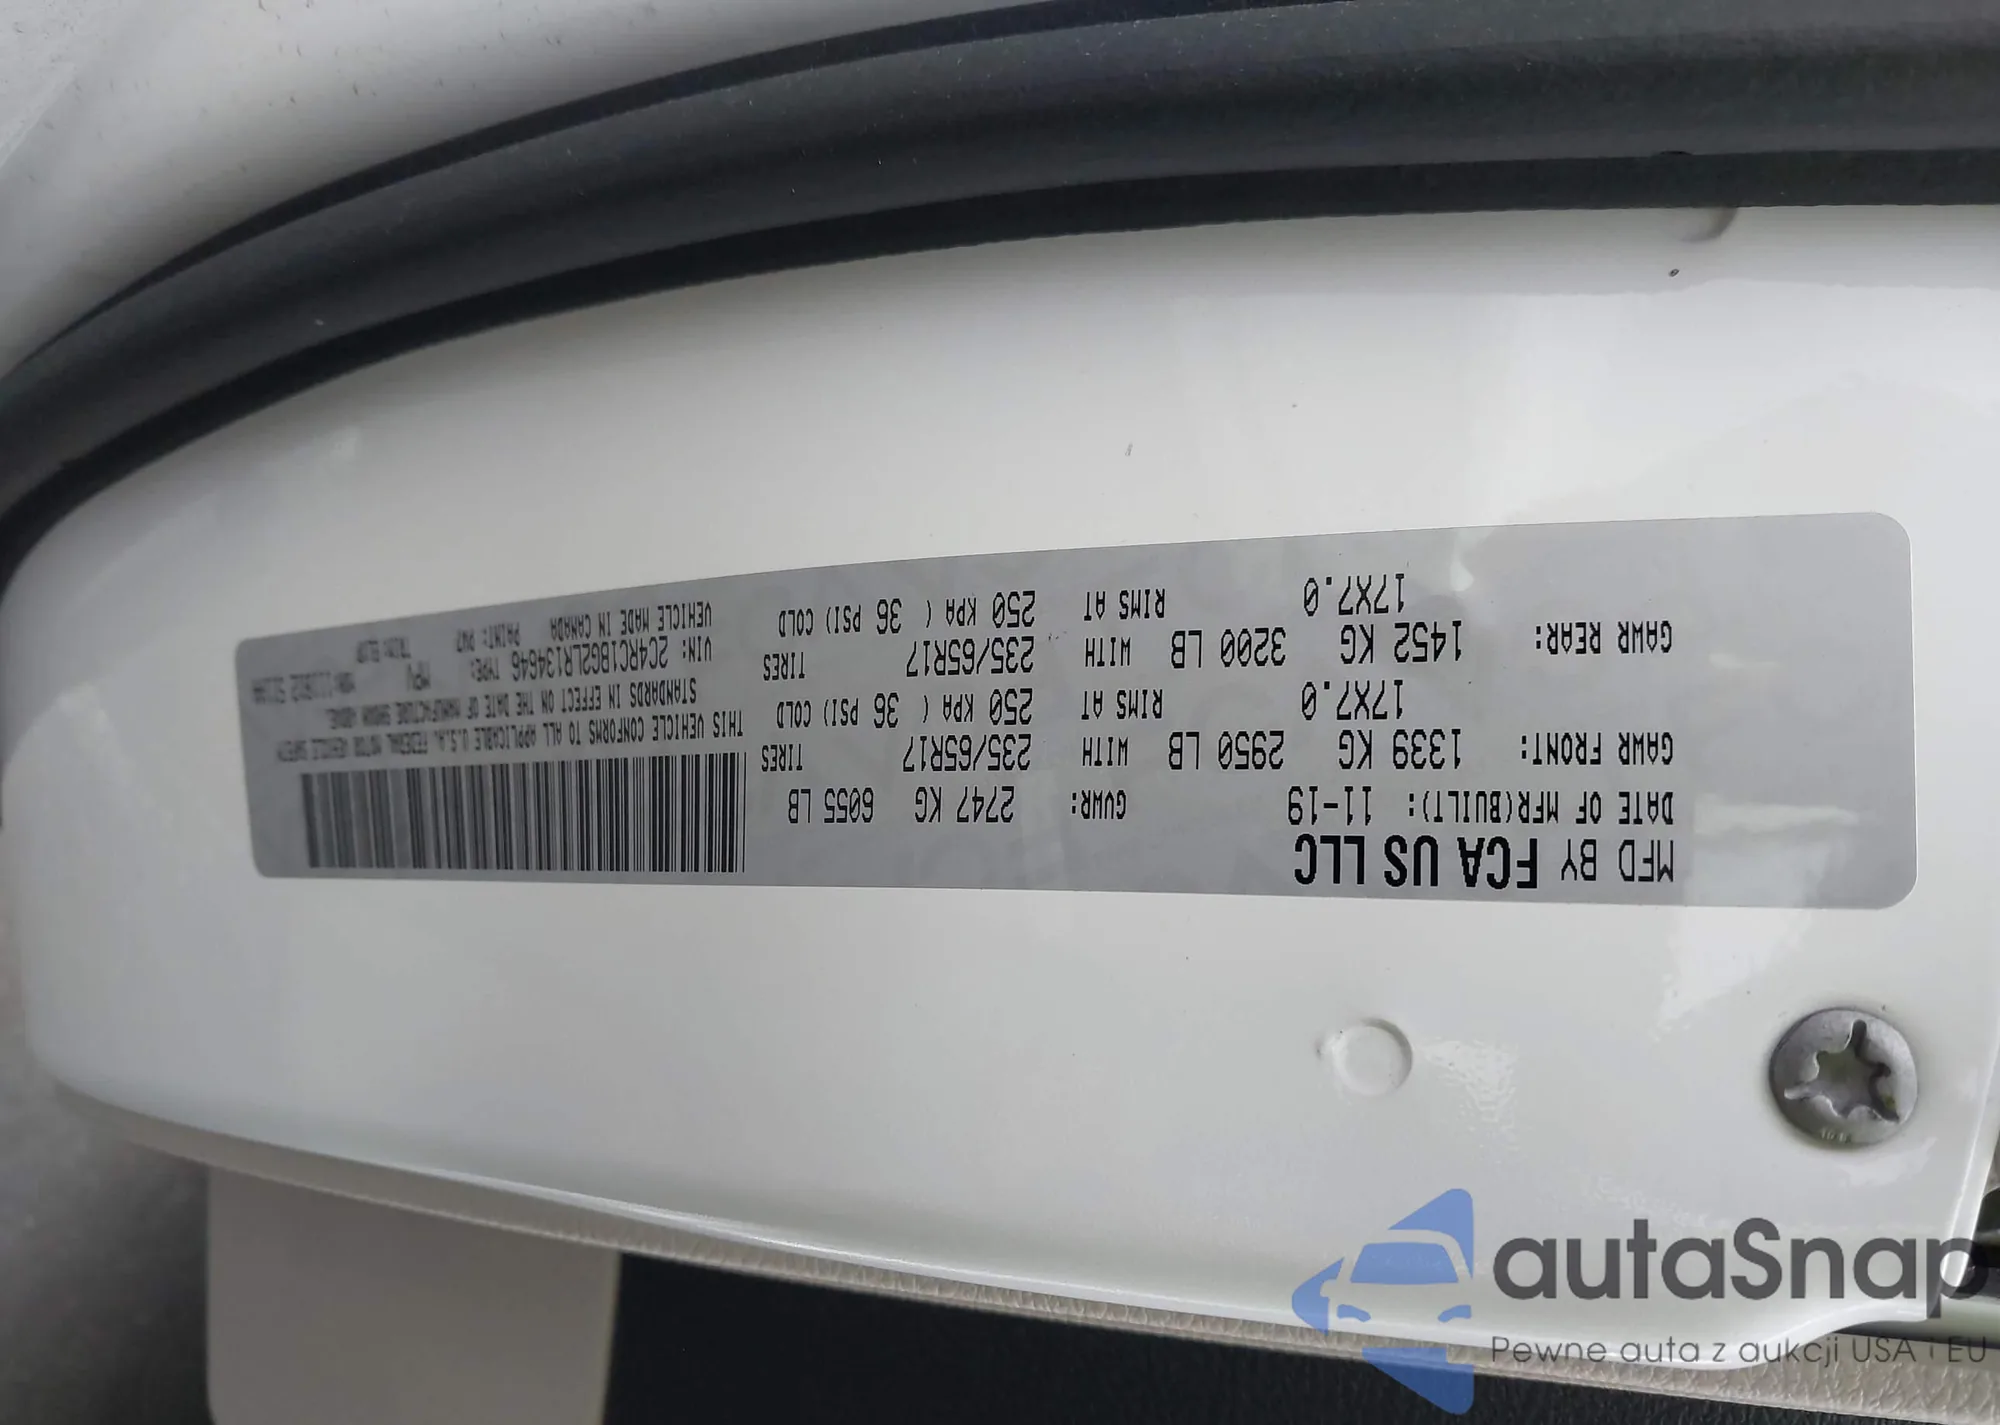 MFD BY FCA US LLC
DATE OF MFR(BUILT): 11-19 GVWR: 2747 KG 6055 LB
GAWR FRONT: 1339 KG 2950 LB WITH 235/65R17 TIRES
17X7.0 RIMS AT 250 KPA ( 36 PSI) COLD
GAWR REAR: 1452 KG 3200 LB WITH 235/65R17 TIRES
17X7.0 RIMS AT 250 KPA ( 36 PSI) COLD
THIS VEHICLE CONFORMS TO ALL APPLICABLE U.S.A. FEDERAL MOTOR VEHICLE SAFETY
STANDARDS IN EFFECT ON THE DATE OF MANUFACTURE SHOWN ABOVE.
VIN: 2C4RC1BG2LR134646 TYPE: MPV
VEHICLE MADE IN CANADA PAINT: PW7 TRIM:
autaSnap
Pewne auta z aukcji USA i EU